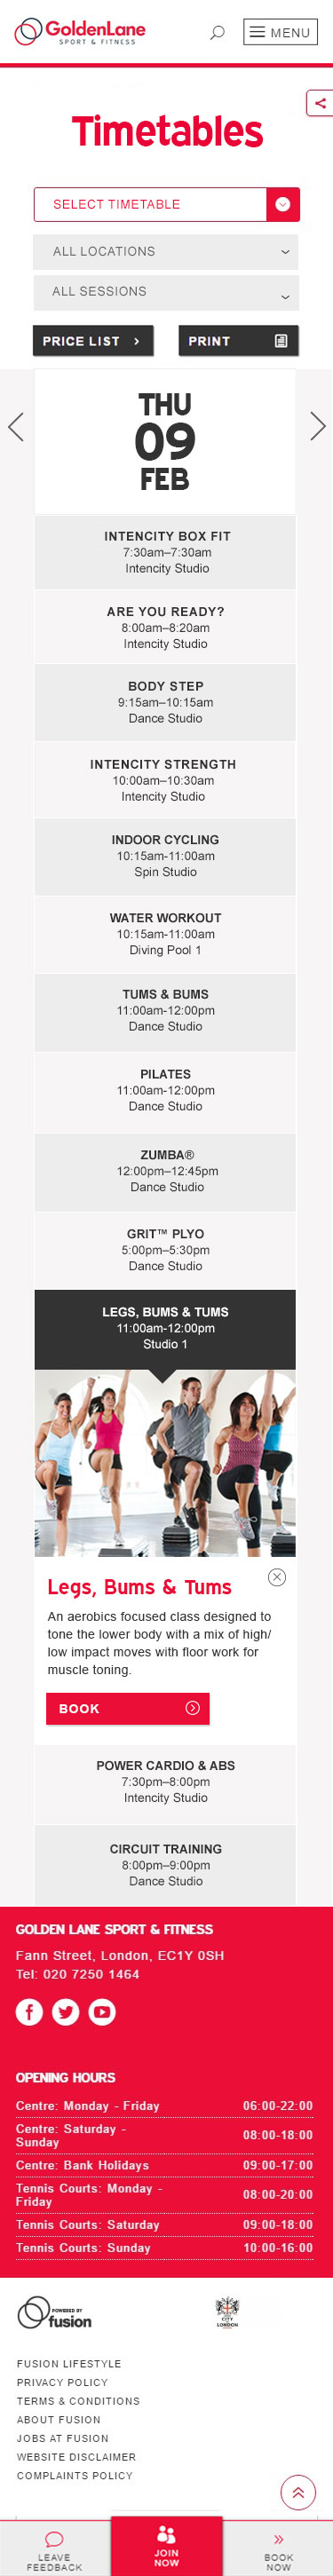 GoldenLane
SPORT & FITNESS
MENU
Timetables
SELECT TIMETABLE
ALL LOCATIONS
ALL SESSIONS
PRICE LIST
PRINT
THU
09
FEB
INTENCITY BOX FIT
7:30am–7:30am
Intencity Studio
ARE YOU READY?
8:00am–8:20am
Intencity Studio
BODY STEP
9:15am–10:15am
Dance Studio
INTENCITY STRENGTH
10:00am–10:30am
Intencity Studio
INDOOR CYCLING
10:15am-11:00am
Spin Studio
WATER WORKOUT
10:15am-11:00am
Diving Pool 1
TUMS & BUMS
11:00am-12:00pm
Dance Studio
PILATES
11:00am-12:00pm
Dance Studio
ZUMBA®
12:00pm–12:45pm
Dance Studio
GRIT™ PLYO
5:00pm–5:30pm
Dance Studio
LEGS, BUMS & TUMS
11:00am-12:00pm
Studio 1
Legs, Bums & Tums
An aerobics focused class designed to
tone the lower body with a mix of high/
low impact moves with floor work for
muscle toning.
BOOK
POWER CARDIO & ABS
7:30pm–8:00pm
Intencity Studio
CIRCUIT TRAINING
8:00pm–9:00pm
Dance Studio
GOLDEN LANE SPORT & FITNESS
Fann Street, London, EC1Y 0SH
Tel: 020 7250 1464
OPENING HOURS
Centre: Monday - Friday 06:00-22:00
Centre: Saturday -
Sunday 08:00-18:00
Centre: Bank Holidays 09:00-17:00
Tennis Courts: Monday -
Friday 08:00-20:00
Tennis Courts: Saturday 09:00-18:00
Tennis Courts: Sunday 10:00-16:00
POWERED BY
fusion
CITY
LONDON
FUSION LIFESTYLE
PRIVACY POLICY
TERMS & CONDITIONS
ABOUT FUSION
JOBS AT FUSION
WEBSITE DISCLAIMER
COMPLAINTS POLICY
LEAVE
FEEDBACK
JOIN
NOW
BOOK
NOW